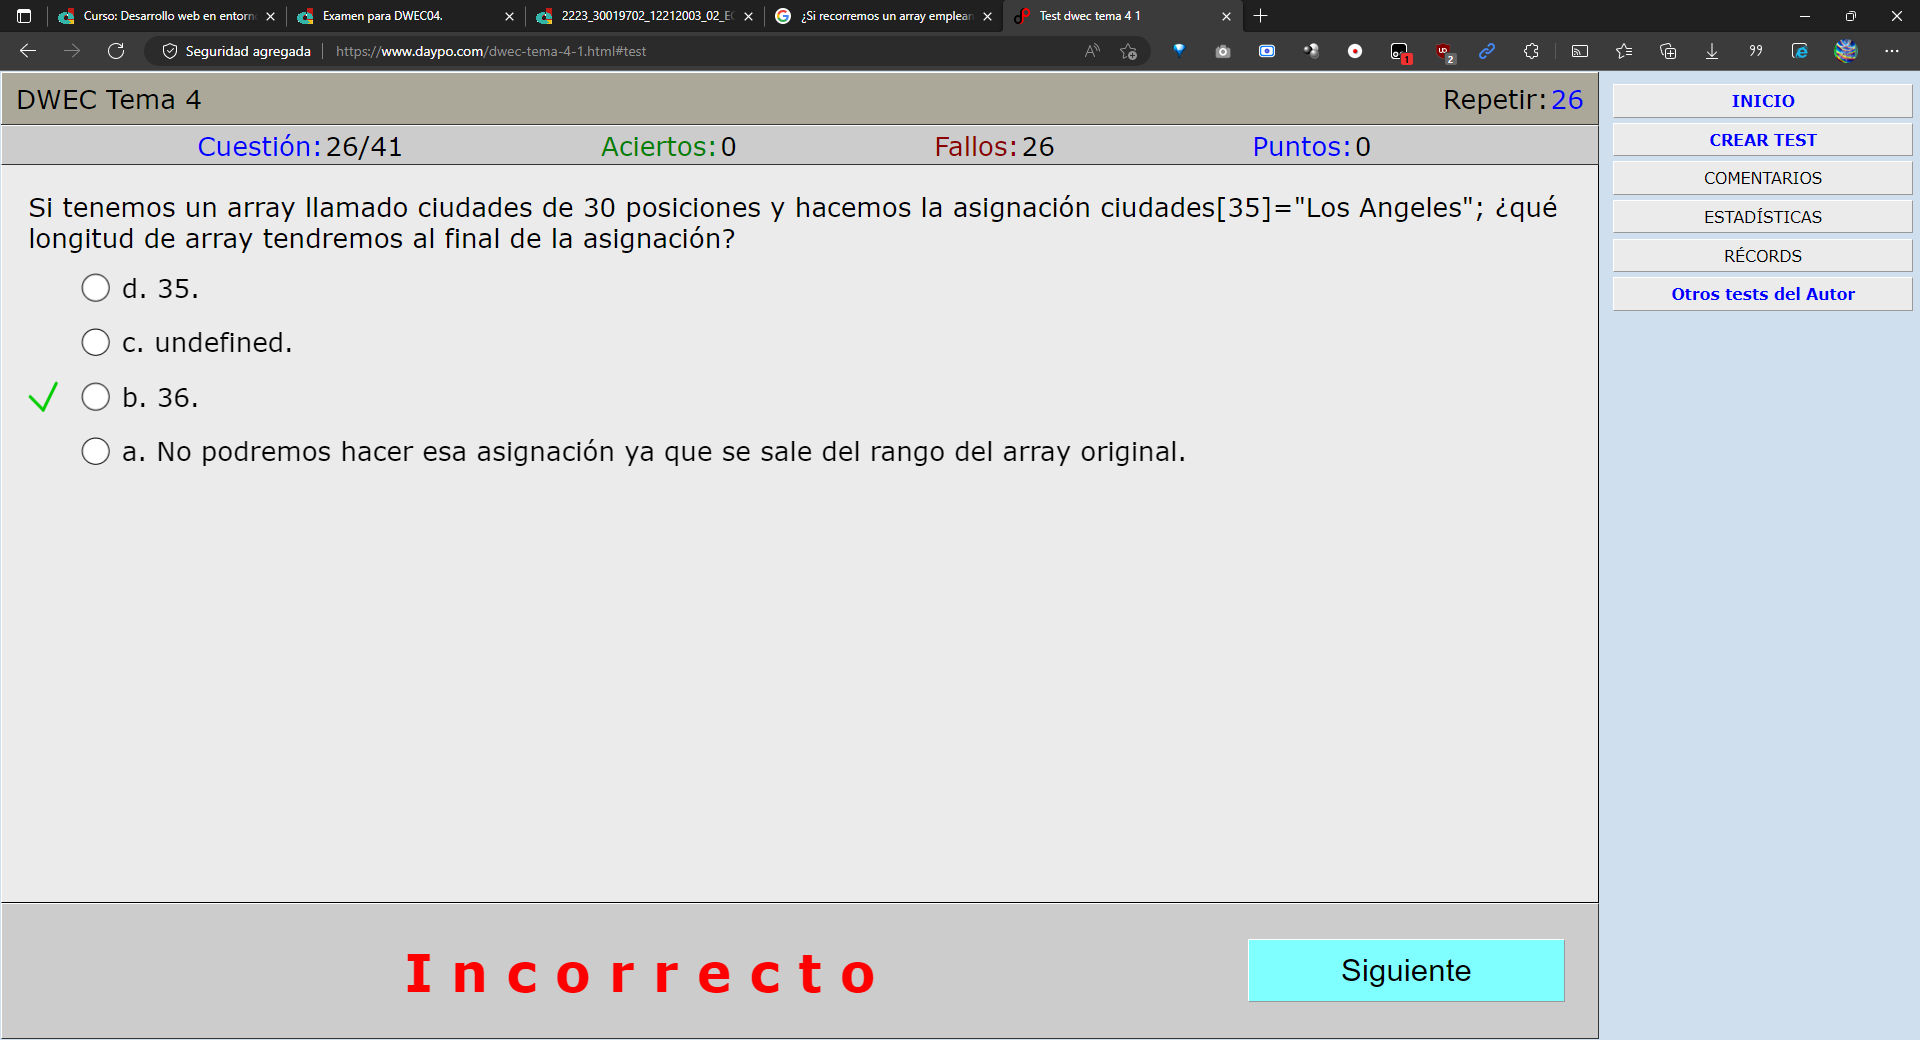 Curso: Desarrollo web en entorn
Examen para DWEC04.
2223_30019702_12212003_02_EC
¿Si recorremos un array emplean
Test dwec tema 4 1
Seguridad agregada
https://www.daypo.com/dwec-tema-4-1.html#test
1
2
DWEC Tema 4
Repetir:26
Cuestión:26/41
Aciertos:0
Fallos:26
Puntos:0
Si tenemos un array llamado ciudades de 30 posiciones y hacemos la asignación ciudades[35]="Los Angeles"; ¿qué
longitud de array tendremos al final de la asignación?
d. 35.
c. undefined.
b. 36.
a. No podremos hacer esa asignación ya que se sale del rango del array original.
Incorrecto
Siguiente
INICIO
CREAR TEST
COMENTARIOS
ESTADÍSTICAS
RÉCORDS
Otros tests del Autor